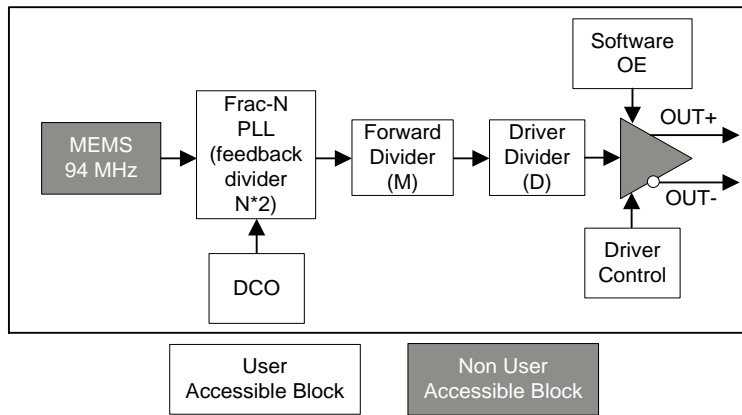 Software
OE
Frac-N
PLL
(feedback
divider
N*2)
MEMS
94 MHz
Forward
Divider
(M)
Driver
Divider
(D)
OUT+
OUT-
DCO
Driver
Control
User
Accessible Block
Non User
Accessible Block